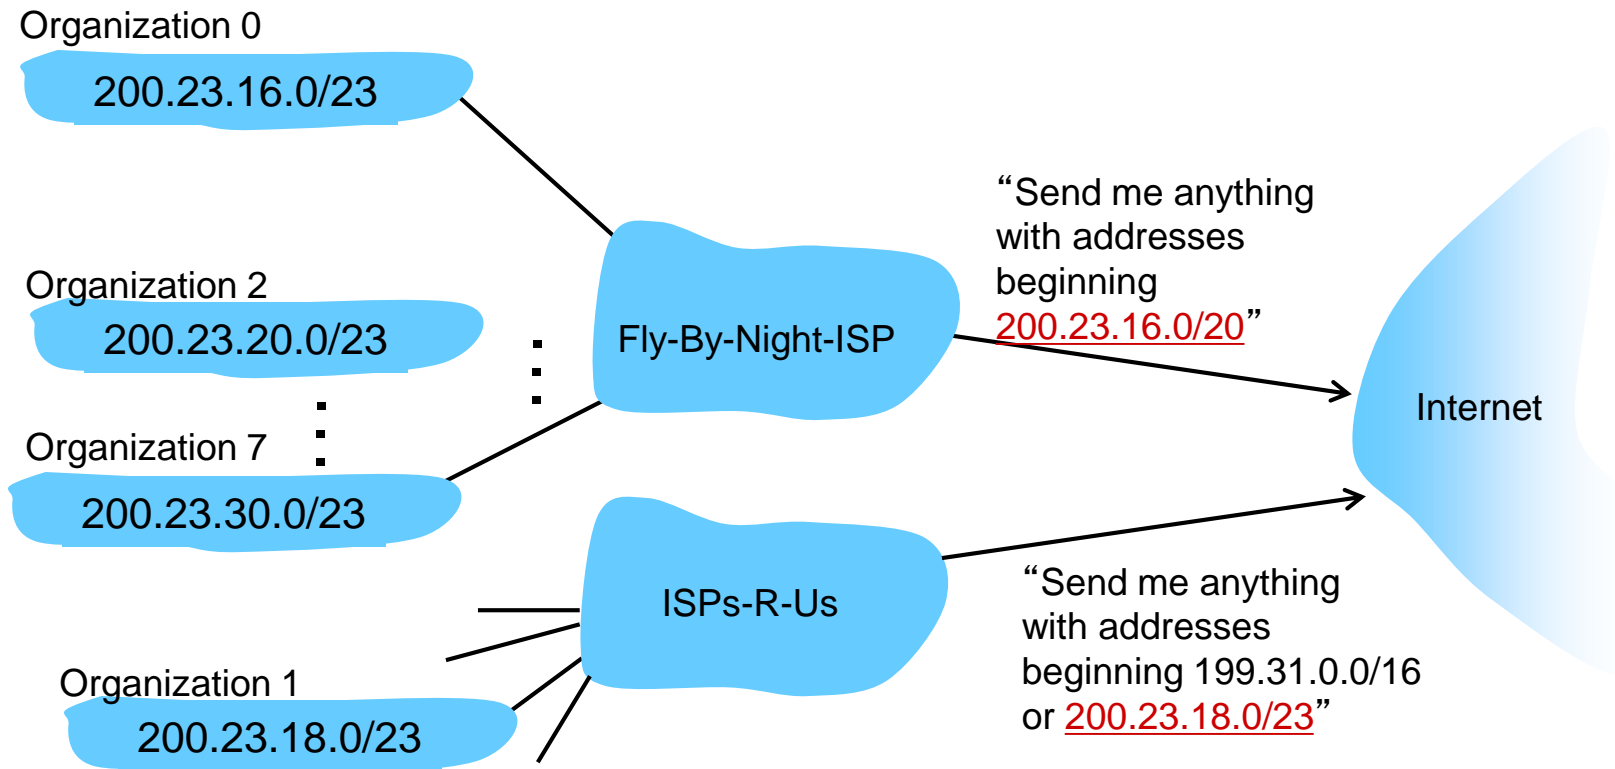 Organization 0
200.23.16.0/23
Organization 2
200.23.20.0/23
Organization 7
200.23.30.0/23
Fly-By-Night-ISP
“Send me anything
with addresses
beginning
200.23.16.0/20”
Internet
ISPs-R-Us
Organization 1
200.23.18.0/23
“Send me anything
with addresses
beginning 199.31.0.0/16
or 200.23.18.0/23”